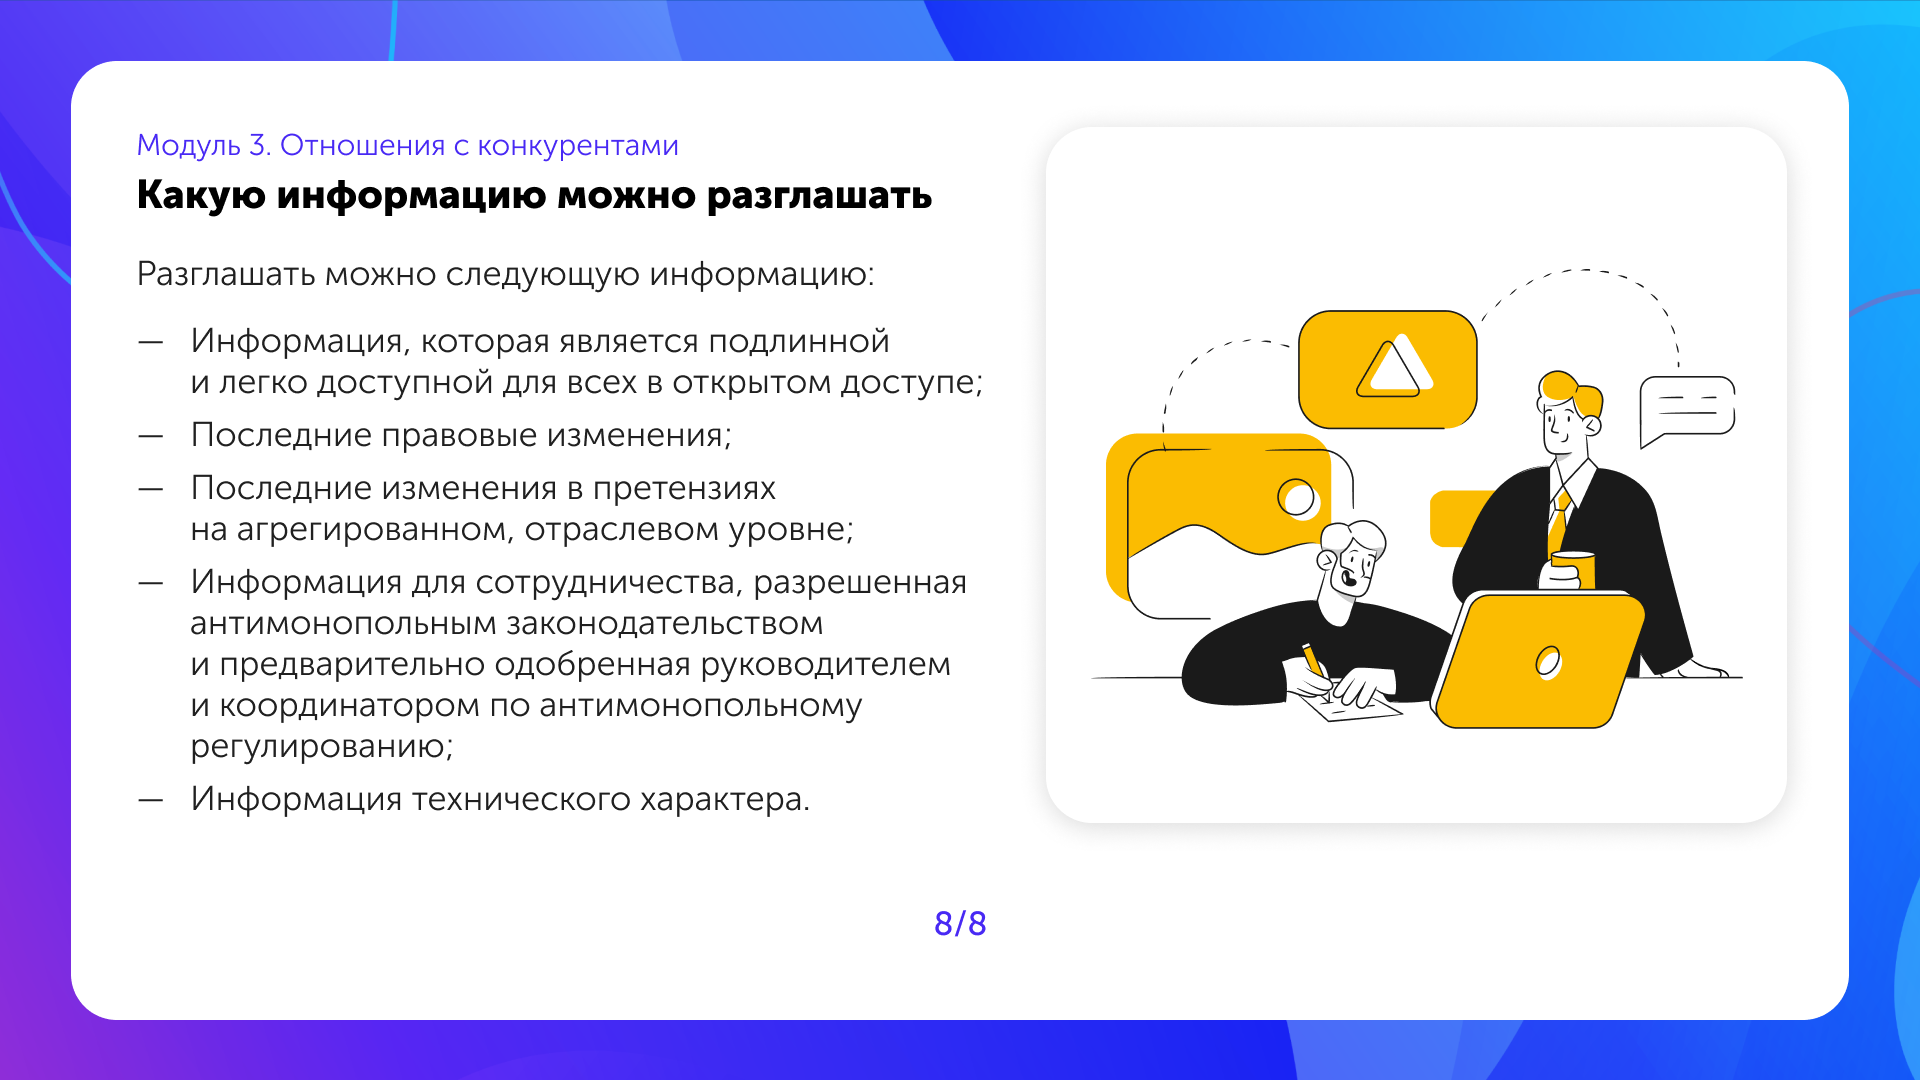 Модуль 3. Отношения с конкурентами
Какую информацию можно разглашать
Разглашать можно следующую информацию:
— Информация, которая является подлинной
и легко доступной для всех в открытом доступе;
— Последние правовые изменения;
— Последние изменения в претензиях
на агрегированном, отраслевом уровне;
— Информация для сотрудничества, разрешенная
антимонопольным законодательством
и предварительно одобренная руководителем
и координатором по антимонопольному
регулированию;
— Информация технического характера.
8/8